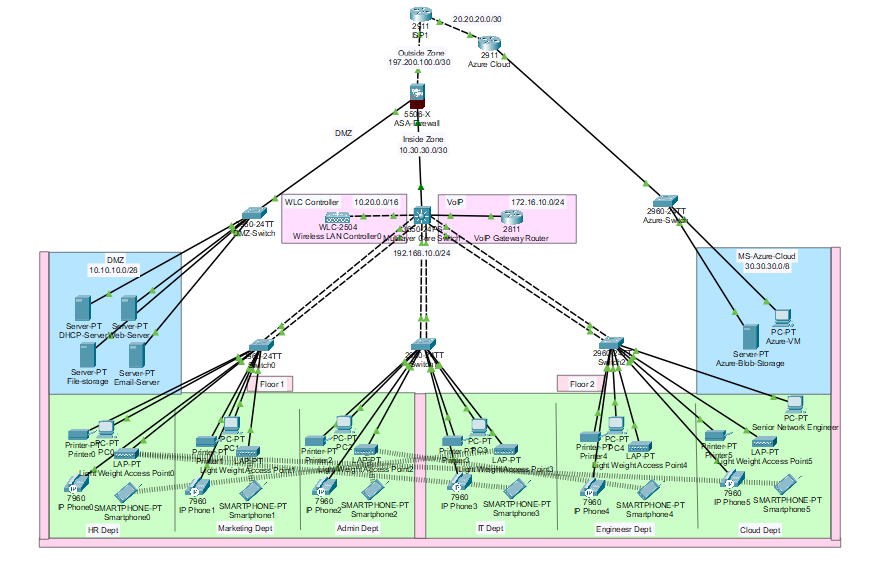 2911
ISP1
20.20.20.0/30
2911
Azure Cloud
Outside Zone
197.200.100.0/30
5506-X
ASA-Firewall
DMZ
Inside Zone
10.30.30.0/30
WLC Controller
10.20.0.0/16
VoIP
172.16.10.0/24
WLC-2504
Wireless LAN Controller0
Multilayer Core Switch
2811
VoIP Gateway Router
2960-24TT
DMZ-Switch
2960-24TT
Azure-Switch
192.168.10.0/24
DMZ
10.10.10.0/28
MS-Azure-Cloud
30.30.30.0/8
Server-PT
DHCP-Server
Server-PT
Web-Server
Server-PT
File-storage
Server-PT
Email-Server
PC-PT
Azure-VM
Server-PT
Azure-Blob-Storage
2960-24TT
Switch0
2960-24TT
2960-24TT
Switch2
Floor 1
Floor 2
PC-PT
Senior Network Engineer
Printer-PT
Printer0
PC-PT
PC0
LAP-PT
Light Weight Access Point0
Printer-PT
PC-PT
LAP-PT
Light Weight Access Point1
Printer-PT
Printer2
PC-PT
PC2
LAP-PT
Light Weight Access Point2
Printer-PT
Printer3
PC-PT
PC3
LAP-PT
Light Weight Access Point3
Printer-PT
Printer4
PC-PT
PC4
LAP-PT
Light Weight Access Point4
Printer-PT
Printer5
LAP-PT
Light Weight Access Point5
7960
IP Phone0
SMARTPHONE-PT
Smartphone0
7960
IP Phone1
SMARTPHONE-PT
Smartphone1
7960
IP Phone2
SMARTPHONE-PT
Smartphone2
7960
IP Phone3
SMARTPHONE-PT
Smartphone3
7960
IP Phone4
SMARTPHONE-PT
Smartphone4
7960
IP Phone5
SMARTPHONE-PT
Smartphone5
HR Dept
Marketing Dept
Admin Dept
IT Dept
Engineesr Dept
Cloud Dept